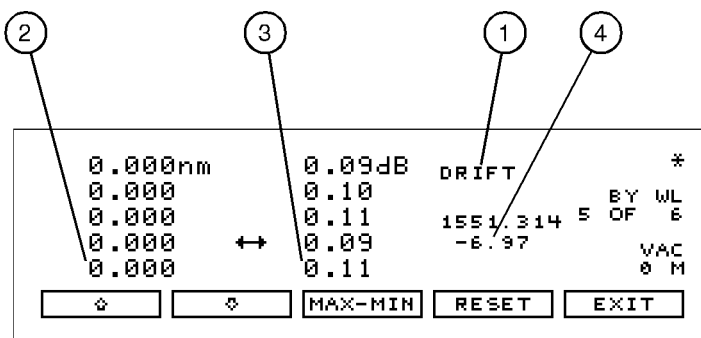 2 3 1 4
0.000nm 0.09dB DRIFT *
0.000 0.10 BY WL
0.000 0.11 1551.314 5 OF 6
0.000 ↔ 0.09 -6.97 VAC
0.000 0.11 0 M
MAX-MIN RESET EXIT